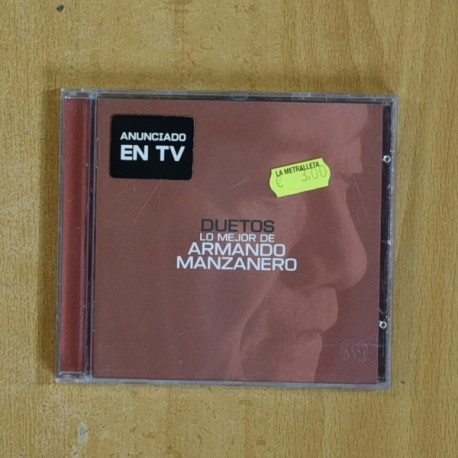 ANUNCIADO
EN TV
LA METRALLETA
€ 3,00
DUETOS
LO MEJOR DE
ARMANDO
MANZANERO